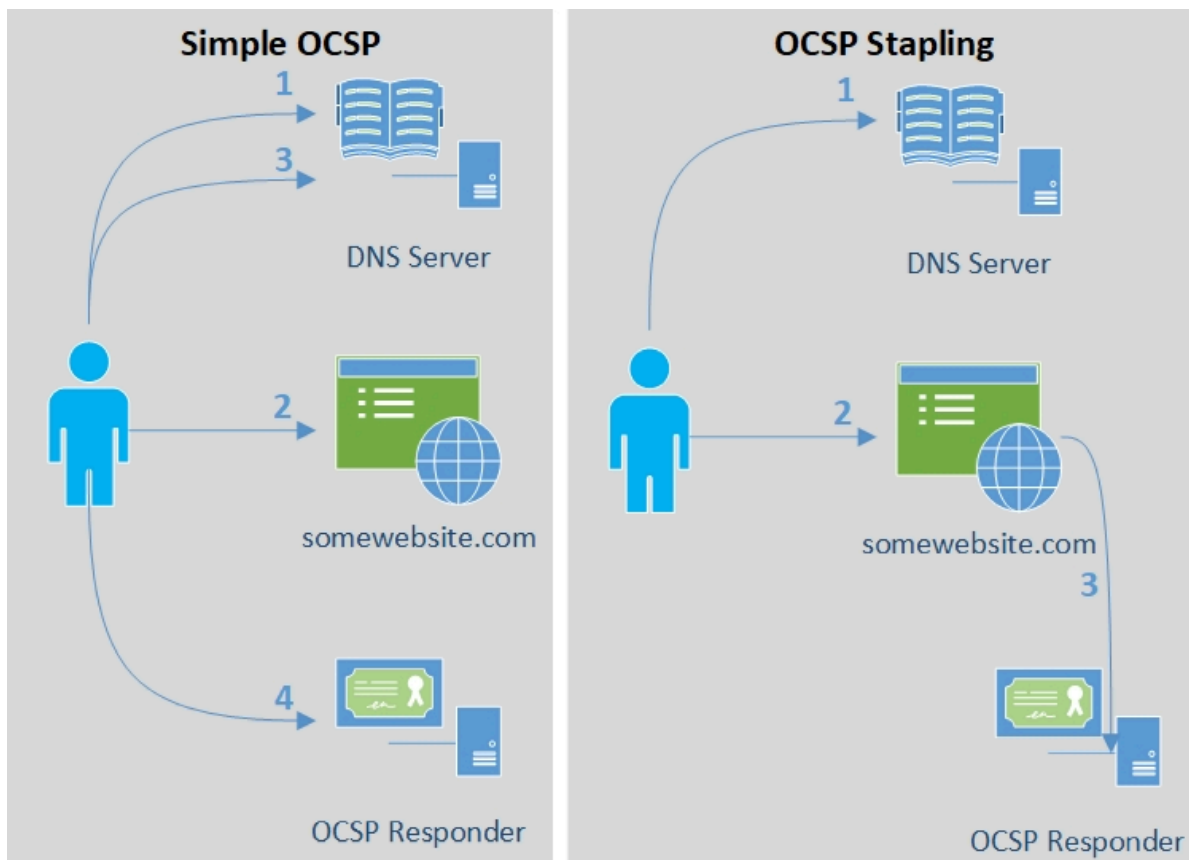 Simple OCSP
1
3
DNS Server
2
somewebsite.com
4
OCSP Responder
OCSP Stapling
1
DNS Server
2
somewebsite.com
3
OCSP Responder